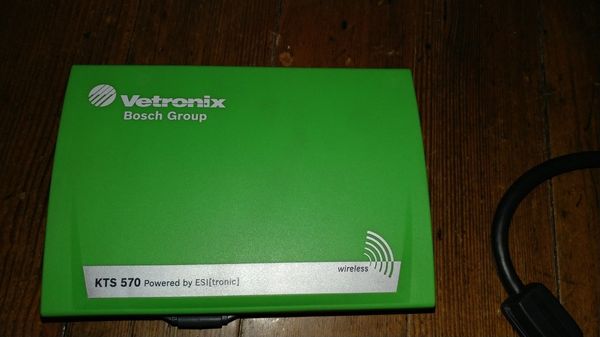 Vetronix
Bosch Group
wireless
KTS 570 Powered by ESI[tronic]